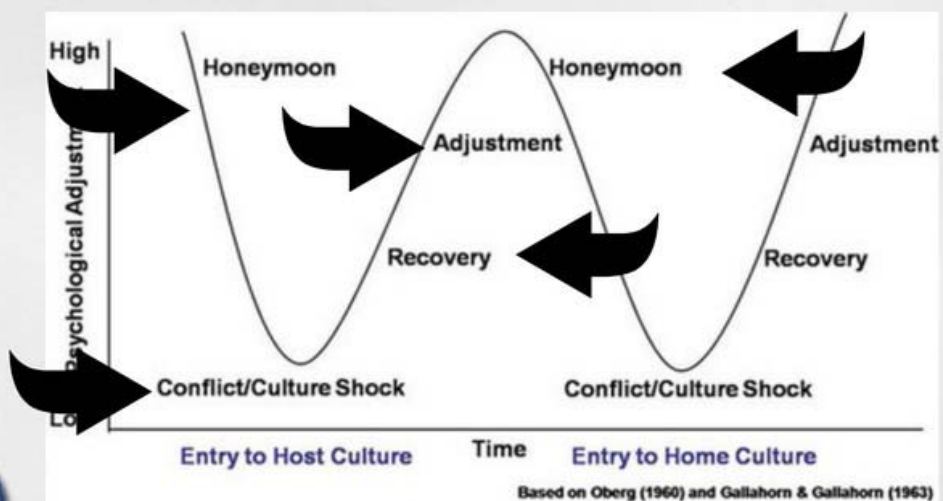 High
Honeymoon
Honeymoon
Adjustment
Adjustment
Recovery
Recovery
Conflict/Culture Shock
Conflict/Culture Shock
Entry to Host Culture
Time
Entry to Home Culture
Based on Oberg (1960) and Gallahorn & Gallahorn (1963)